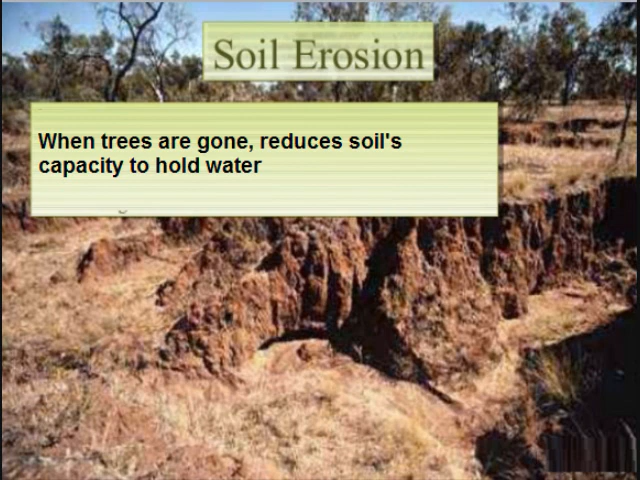 Soil Erosion
When trees are gone, reduces soil's
capacity to hold water